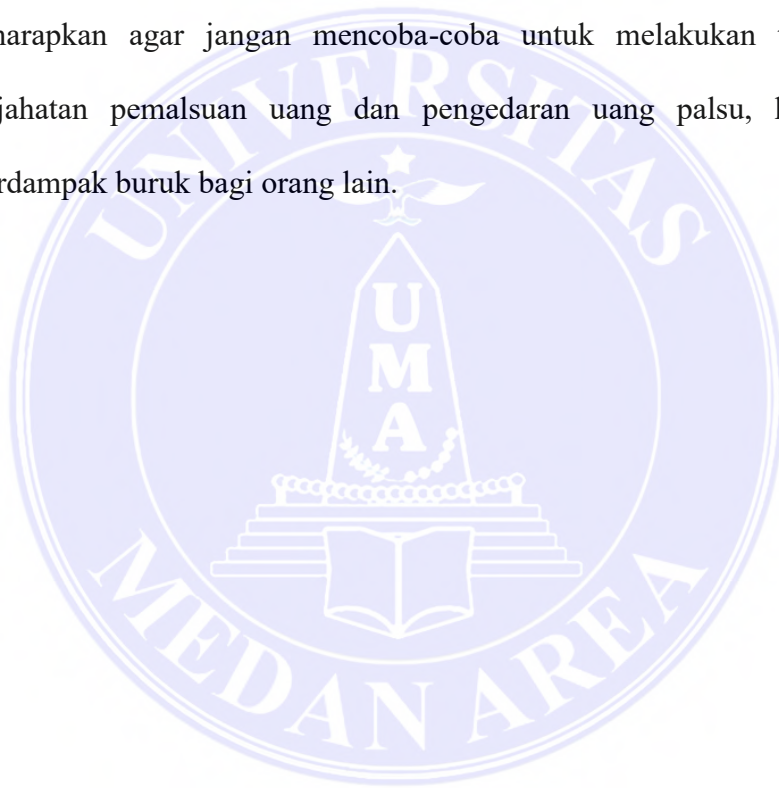 harapkan agar jangan mencoba-coba untuk melakukan
jahatan pemalsuan uang dan pengedaran uang palsu,
rdampak buruk bagi orang lain.
UNIVERSITAS
U
M
A
MEDAN AREA